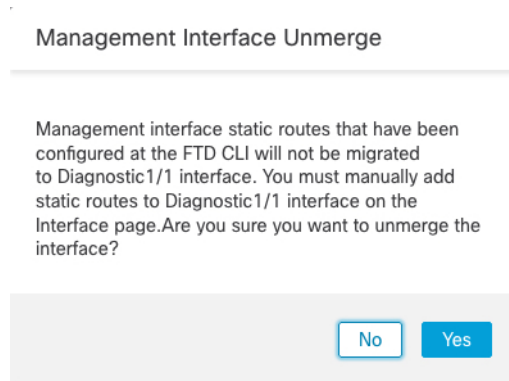 Management Interface Unmerge
Management interface static routes that have been
configured at the FTD CLI will not be migrated
to Diagnostic1/1 interface. You must manually add
static routes to Diagnostic1/1 interface on the
Interface page.Are you sure you want to unmerge the
interface?
No
Yes